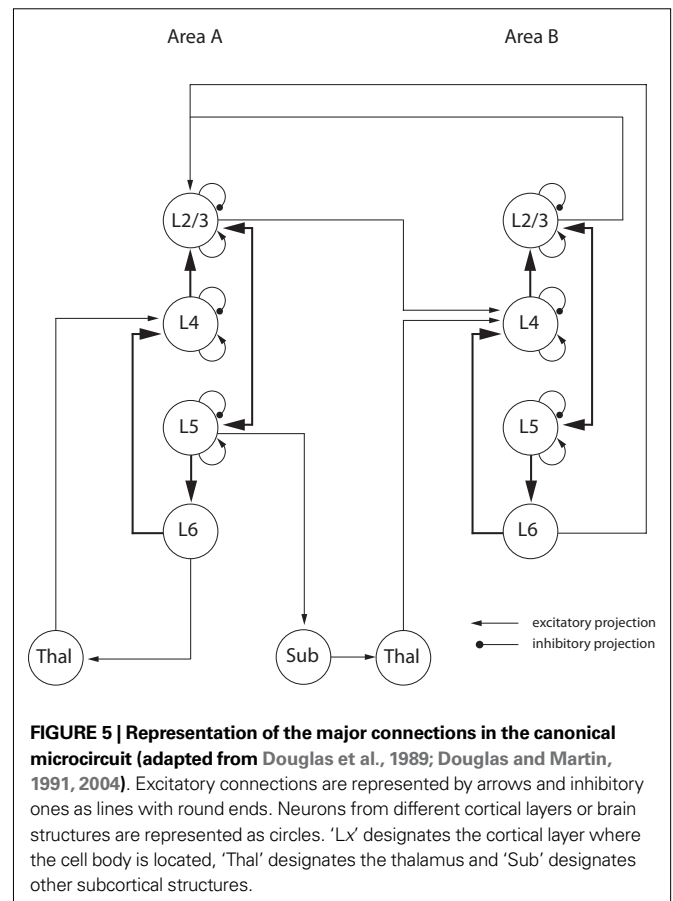 Area A
Area B
L2/3
L2/3
L4
L4
L5
L5
L6
L6
Thal
Sub
Thal
excitatory projection
inhibitory projection
FIGURE 5 | Representation of the major connections in the canonical
microcircuit (adapted from Douglas et al., 1989; Douglas and Martin,
1991, 2004). Excitatory connections are represented by arrows and inhibitory
ones as lines with round ends. Neurons from different cortical layers or brain
structures are represented as circles. ‘Lx’ designates the cortical layer where
the cell body is located, ‘Thal’ designates the thalamus and ‘Sub’ designates
other subcortical structures.